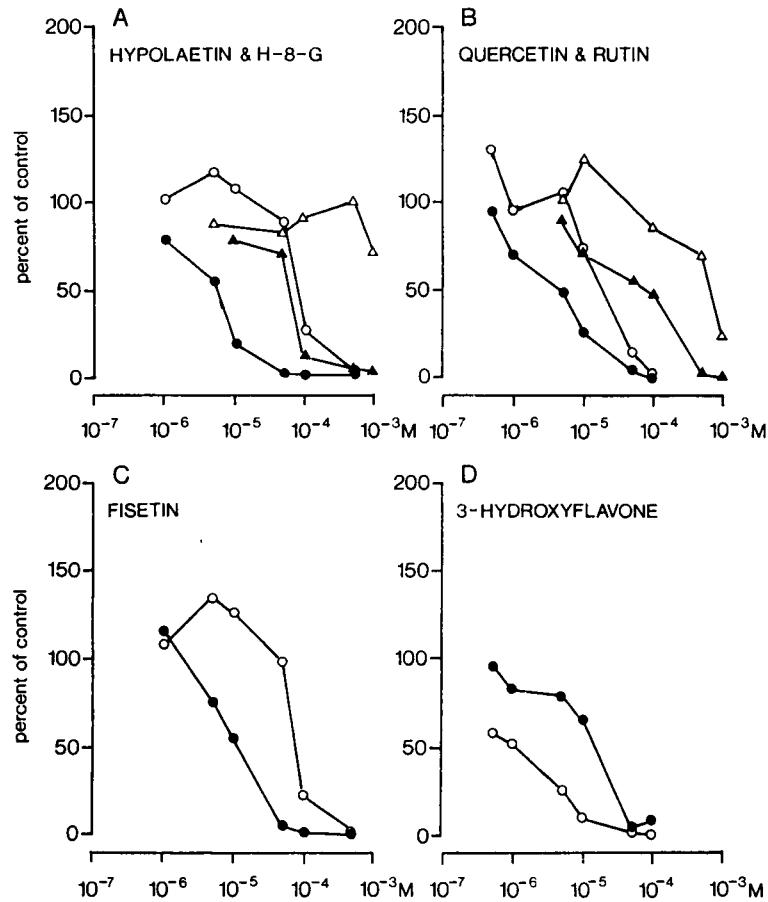 A
HYPOLAETIN & H-8-G
percent of control
200
150
100
50
0
10⁻⁷ 10⁻⁶ 10⁻⁵ 10⁻⁴ 10⁻³M
B
QUERCETIN & RUTIN
200
150
100
50
0
10⁻⁷ 10⁻⁶ 10⁻⁵ 10⁻⁴ 10⁻³M
C
FISETIN
percent of control
200
150
100
50
0
10⁻⁷ 10⁻⁶ 10⁻⁵ 10⁻⁴ 10⁻³M
D
3-HYDROXYFLAVONE
200
150
100
50
0
10⁻⁷ 10⁻⁶ 10⁻⁵ 10⁻⁴ 10⁻³M